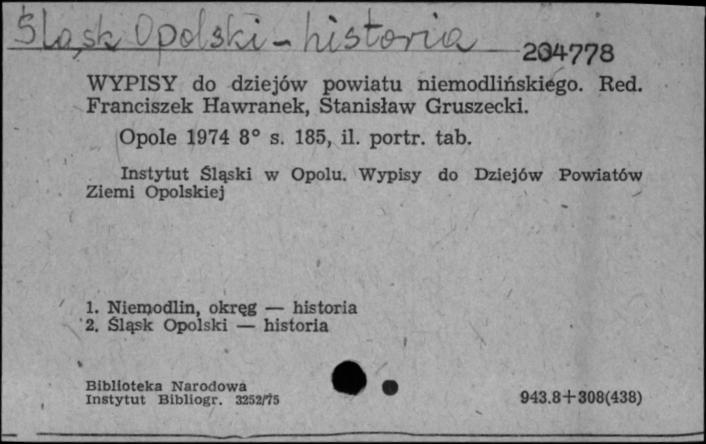 Śląsk Opolski - historia
204778
WYPISY do dziejów powiatu niemodlińskiego. Red.
Franciszek Hawranek, Stanisław Gruszecki.
Opole 1974 8° s. 185, il. portr. tab.
Instytut Śląski w Opolu. Wypisy do Dziejów Powiatów
Ziemi Opolskiej
1. Niemodlin, okręg — historia
2. Śląsk Opolski — historia
Biblioteka Narodowa
Instytut Bibliogr. 3252/75
943.8+308(438)